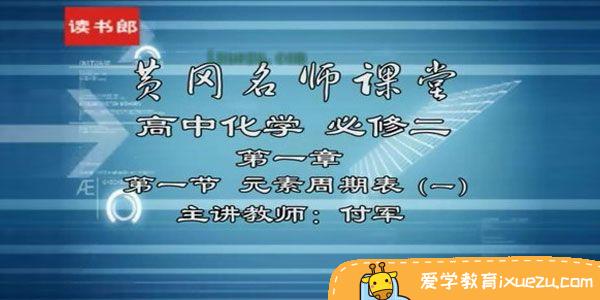 读书郎
ixuezu.com
黄冈名师课堂
高中化学 必修二
第一章
第一节 元素周期表 (一)
主讲教师：付军
爱学教育ixuezu.com